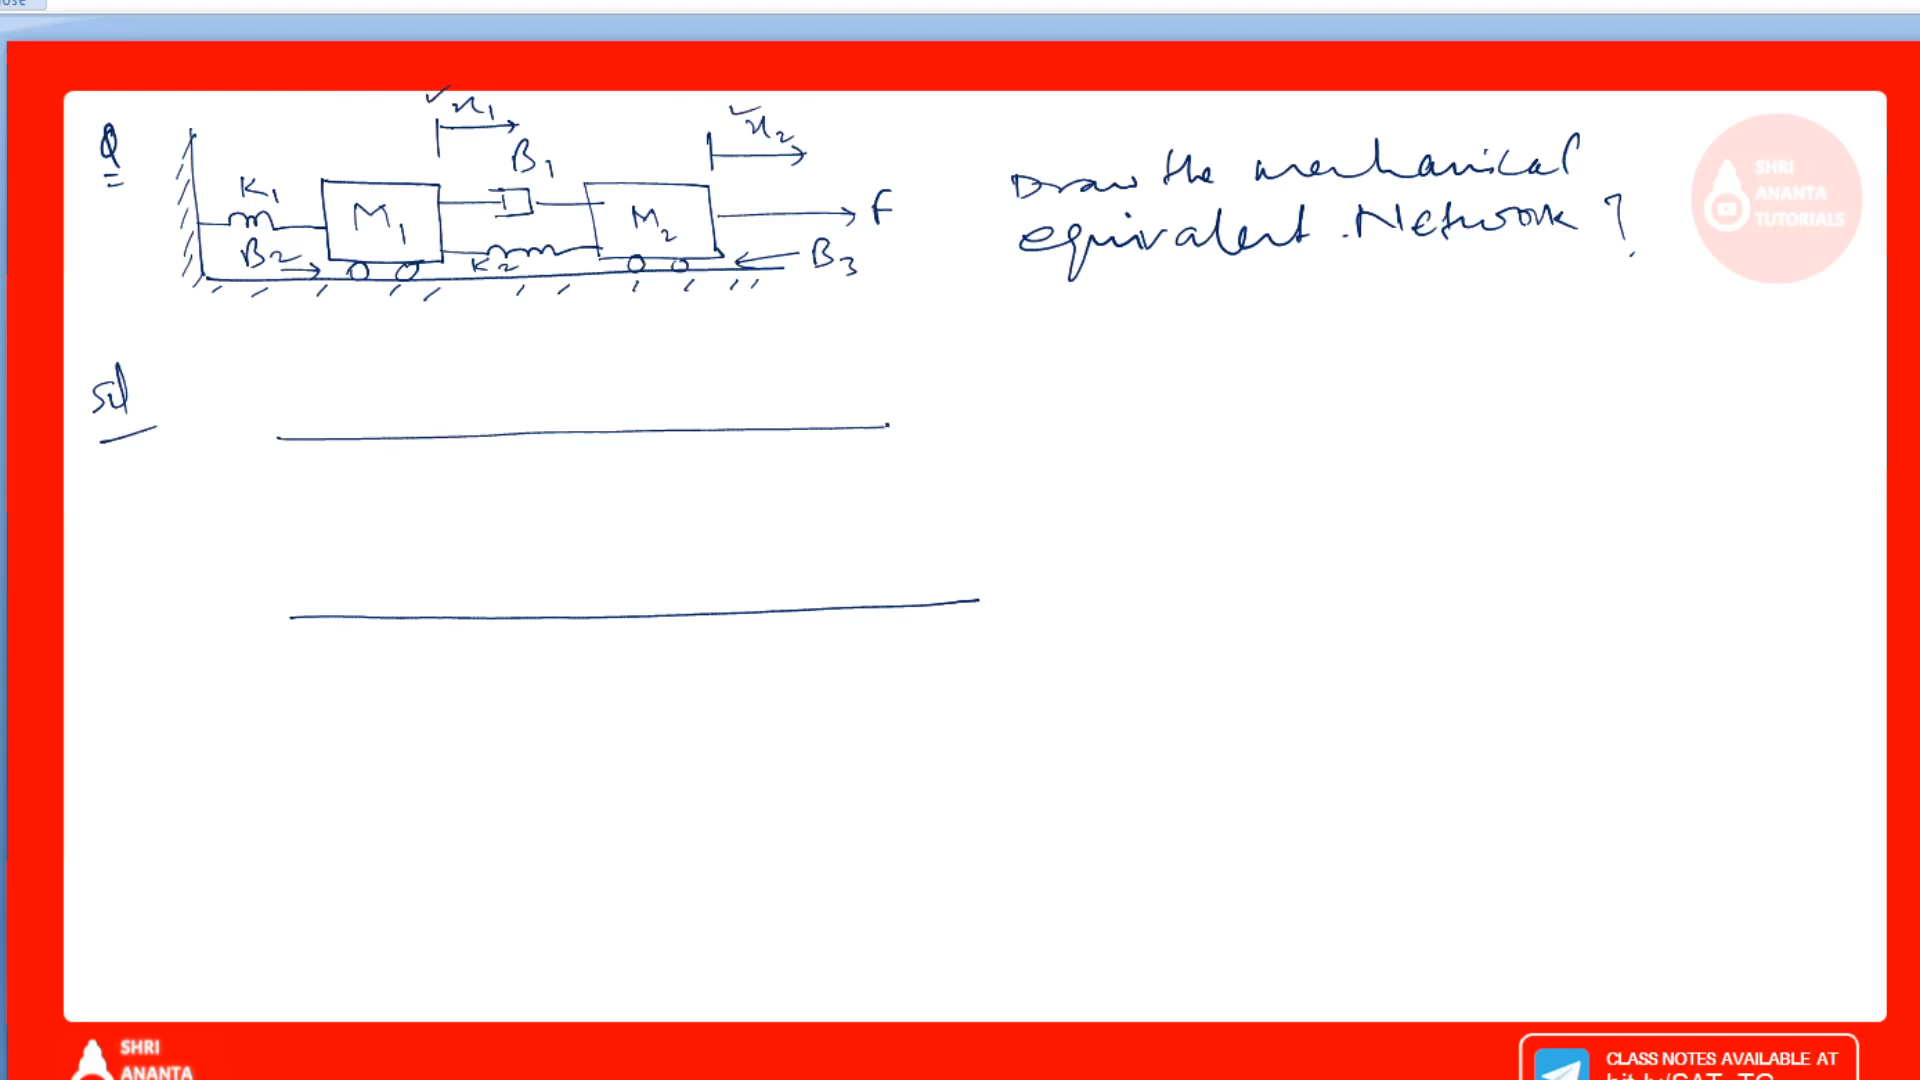 Q
x1
x2
B1
K1
M1
M2
F
B2
K2
B3
Draw the mechanical
equivalent. Network?
SHRI
ANANTA
TUTORIALS
Sol
SHRI
ANANTA
CLASS NOTES AVAILABLE AT